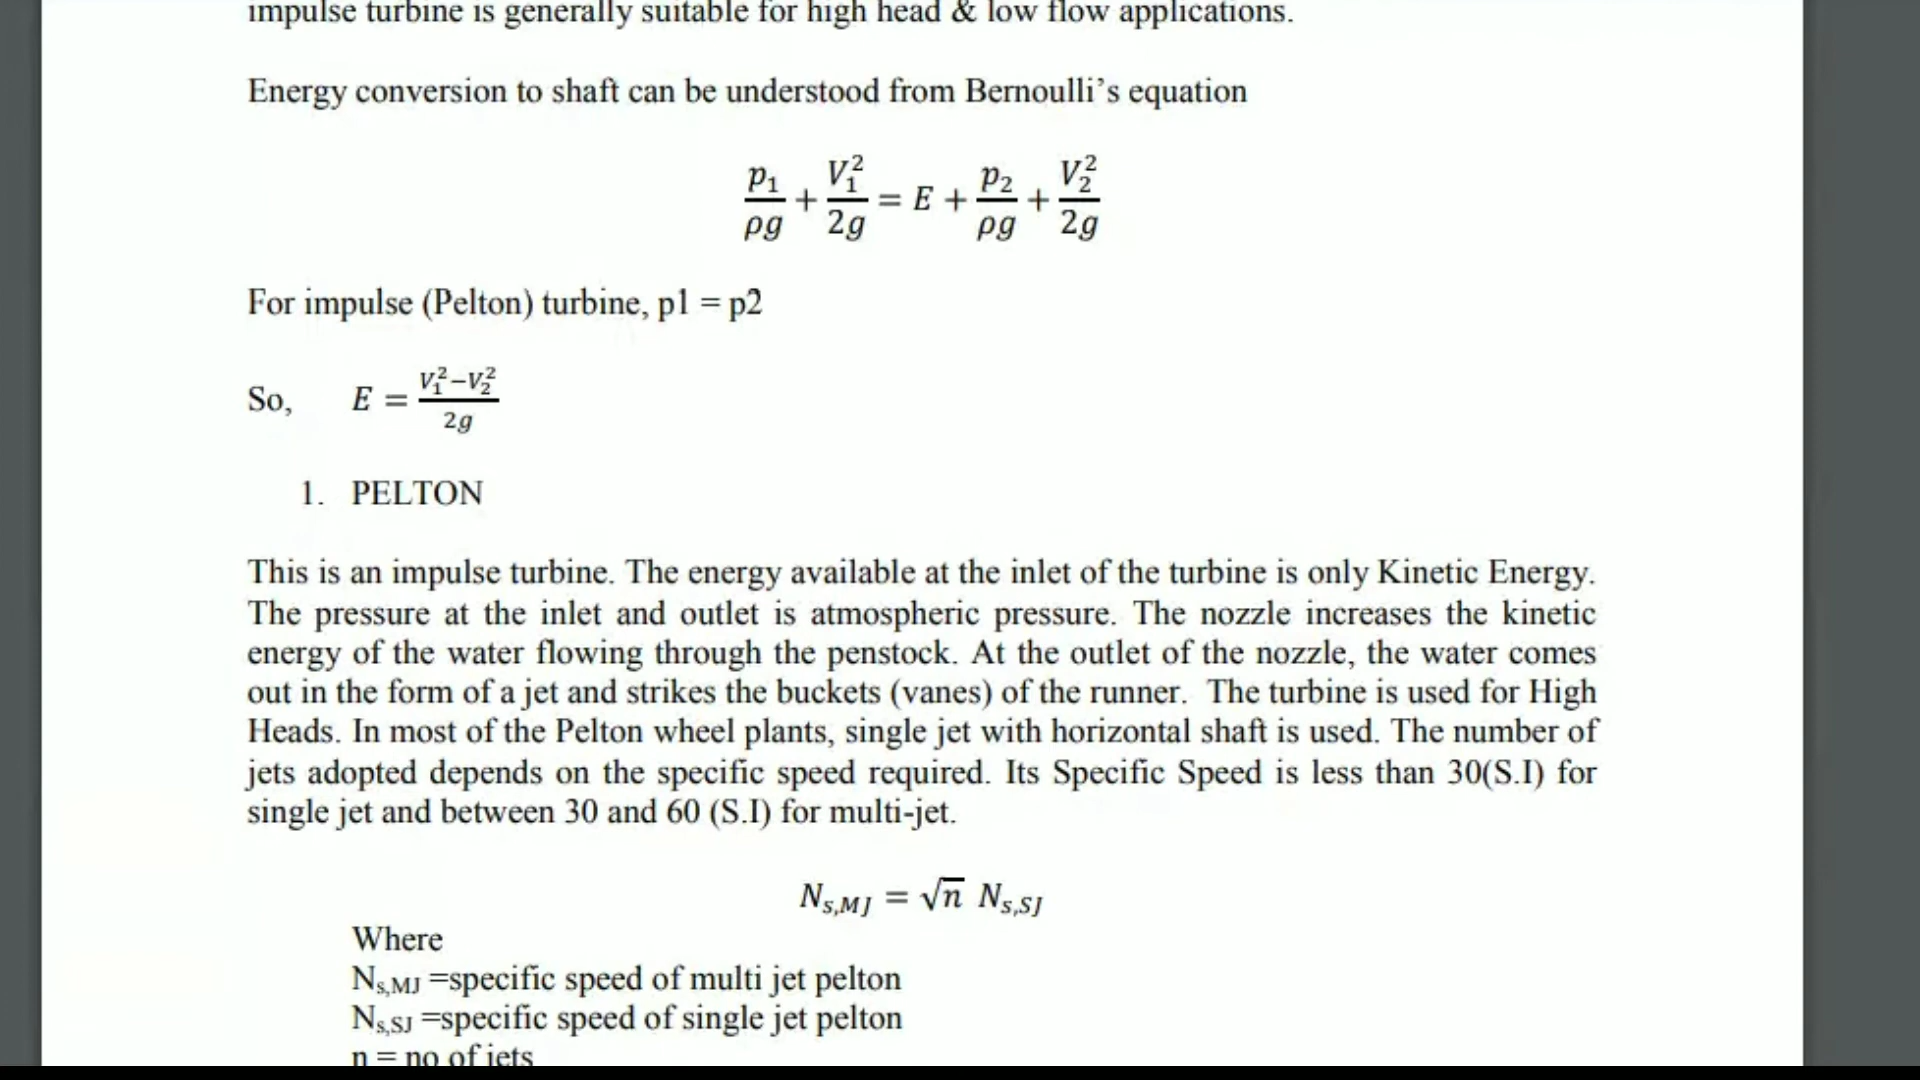 impulse turbine is generally suitable for high head & low flow applications.
Energy conversion to shaft can be understood from Bernoulli’s equation
p₁/ρg + V₁²/2g = E + p₂/ρg + V₂²/2g
For impulse (Pelton) turbine, p1 = p2
So, E = V₁²−V₂²/2g
1. PELTON
This is an impulse turbine. The energy available at the inlet of the turbine is only Kinetic Energy.
The pressure at the inlet and outlet is atmospheric pressure. The nozzle increases the kinetic
energy of the water flowing through the penstock. At the outlet of the nozzle, the water comes
out in the form of a jet and strikes the buckets (vanes) of the runner. The turbine is used for High
Heads. In most of the Pelton wheel plants, single jet with horizontal shaft is used. The number of
jets adopted depends on the specific speed required. Its Specific Speed is less than 30(S.I) for
single jet and between 30 and 60 (S.I) for multi-jet.
N_{s,MJ} = √n N_{s,SJ}
Where
N_{s,MJ} =specific speed of multi jet pelton
N_{s,SJ} =specific speed of single jet pelton
n = no of jets